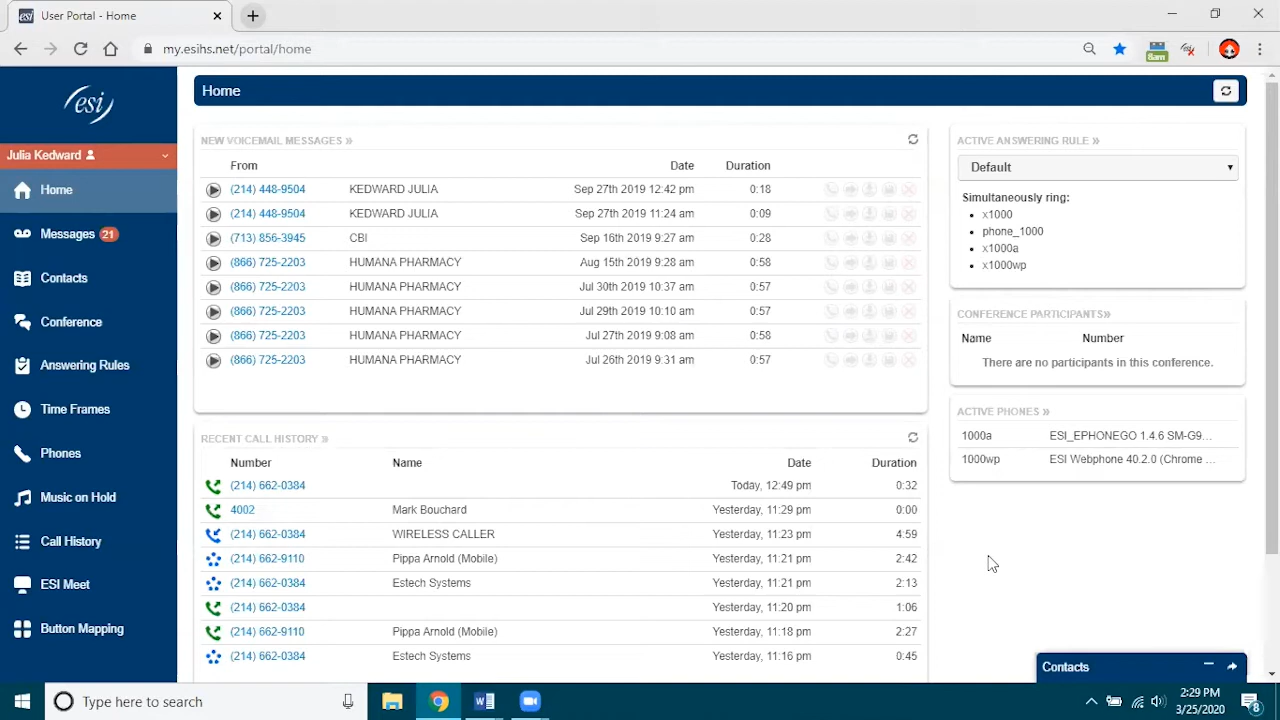 User Portal - Home
my.esihs.net/portal/home
8am
esi
Julia Kedward
Home
Messages 21
Contacts
Conference
Answering Rules
Time Frames
Phones
Music on Hold
Call History
ESI Meet
Button Mapping
Home
NEW VOICEMAIL MESSAGES »
From Date Duration
(214) 448-9504 KEDWARD JULIA Sep 27th 2019 12:42 pm 0:18
(214) 448-9504 KEDWARD JULIA Sep 27th 2019 11:24 am 0:09
(713) 856-3945 CBI Sep 16th 2019 9:27 am 0:28
(866) 725-2203 HUMANA PHARMACY Aug 15th 2019 9:28 am 0:58
(866) 725-2203 HUMANA PHARMACY Jul 30th 2019 10:37 am 0:57
(866) 725-2203 HUMANA PHARMACY Jul 29th 2019 10:10 am 0:57
(866) 725-2203 HUMANA PHARMACY Jul 27th 2019 9:08 am 0:58
(866) 725-2203 HUMANA PHARMACY Jul 26th 2019 9:31 am 0:57
RECENT CALL HISTORY »
Number Name Date Duration
(214) 662-0384 Today, 12:49 pm 0:32
4002 Mark Bouchard Yesterday, 11:29 pm 0:00
(214) 662-0384 WIRELESS CALLER Yesterday, 11:23 pm 4:59
(214) 662-9110 Pippa Arnold (Mobile) Yesterday, 11:21 pm 2:42
(214) 662-0384 Estech Systems Yesterday, 11:21 pm 2:13
(214) 662-0384 Yesterday, 11:20 pm 1:06
(214) 662-9110 Pippa Arnold (Mobile) Yesterday, 11:18 pm 2:27
(214) 662-0384 Estech Systems Yesterday, 11:16 pm 0:45
ACTIVE ANSWERING RULE »
Default
Simultaneously ring:
• x1000
• phone_1000
• x1000a
• x1000wp
CONFERENCE PARTICIPANTS»
Name Number
There are no participants in this conference.
ACTIVE PHONES »
1000a ESI_EPHONEGO 1.4.6 SM-G9...
1000wp ESI Webphone 40.2.0 (Chrome ...
Contacts
Type here to search
2:29 PM
3/25/2020
8